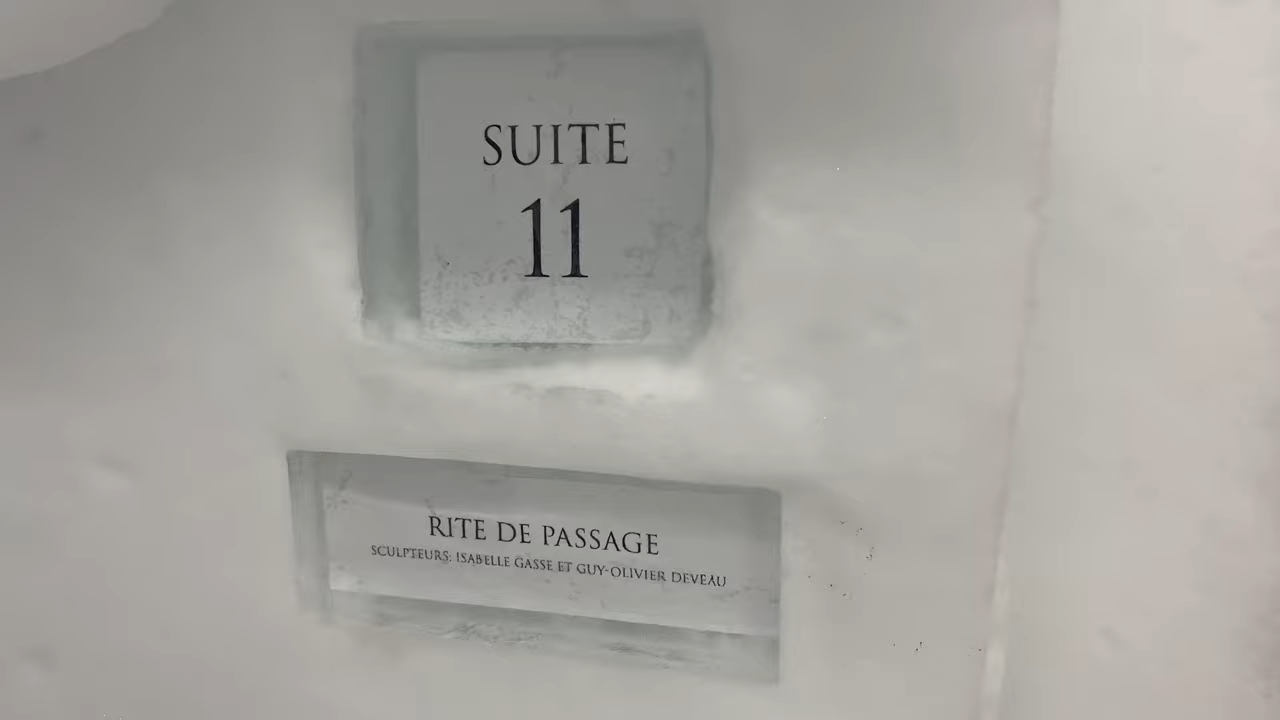 SUITE
11
RITE DE PASSAGE
SCULPTEURS: ISABELLE GASSE ET GUY-OLIVIER DEVEAU